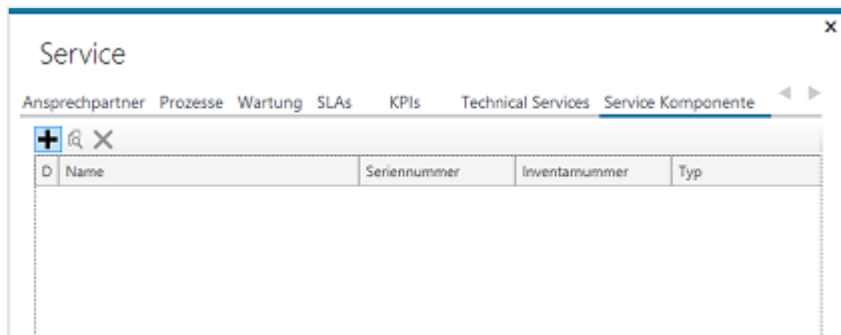 Service
Ansprechpartner Prozesse Wartung SLAs KPIs Technical Services Service Komponente
D Name Seriennummer Inventarnummer Typ